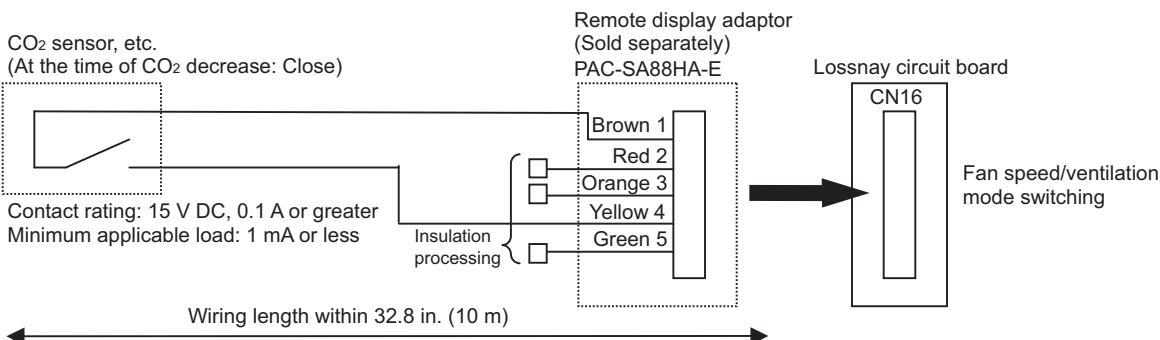 Remote display adaptor
(Sold separately)
PAC-SA88HA-E
CO₂ sensor, etc.
(At the time of CO₂ decrease: Close)
Lossnay circuit board
CN16
Brown 1
Red 2
Orange 3
Yellow 4
Green 5
Insulation
processing
Fan speed/ventilation
mode switching
Contact rating: 15 V DC, 0.1 A or greater
Minimum applicable load: 1 mA or less
Wiring length within 32.8 in. (10 m)